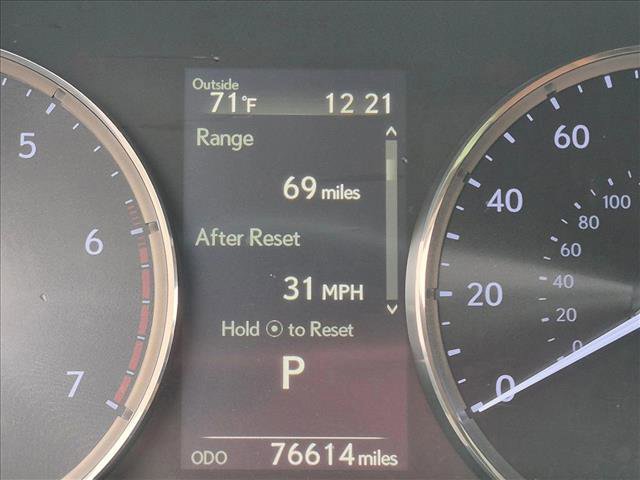 Outside
71°F 12 21
Range
69 miles
After Reset
31 MPH
Hold ⊙ to Reset
P
ODO 76614 miles
5
6
7
60
40
20
0
100
80
60
40
20
0